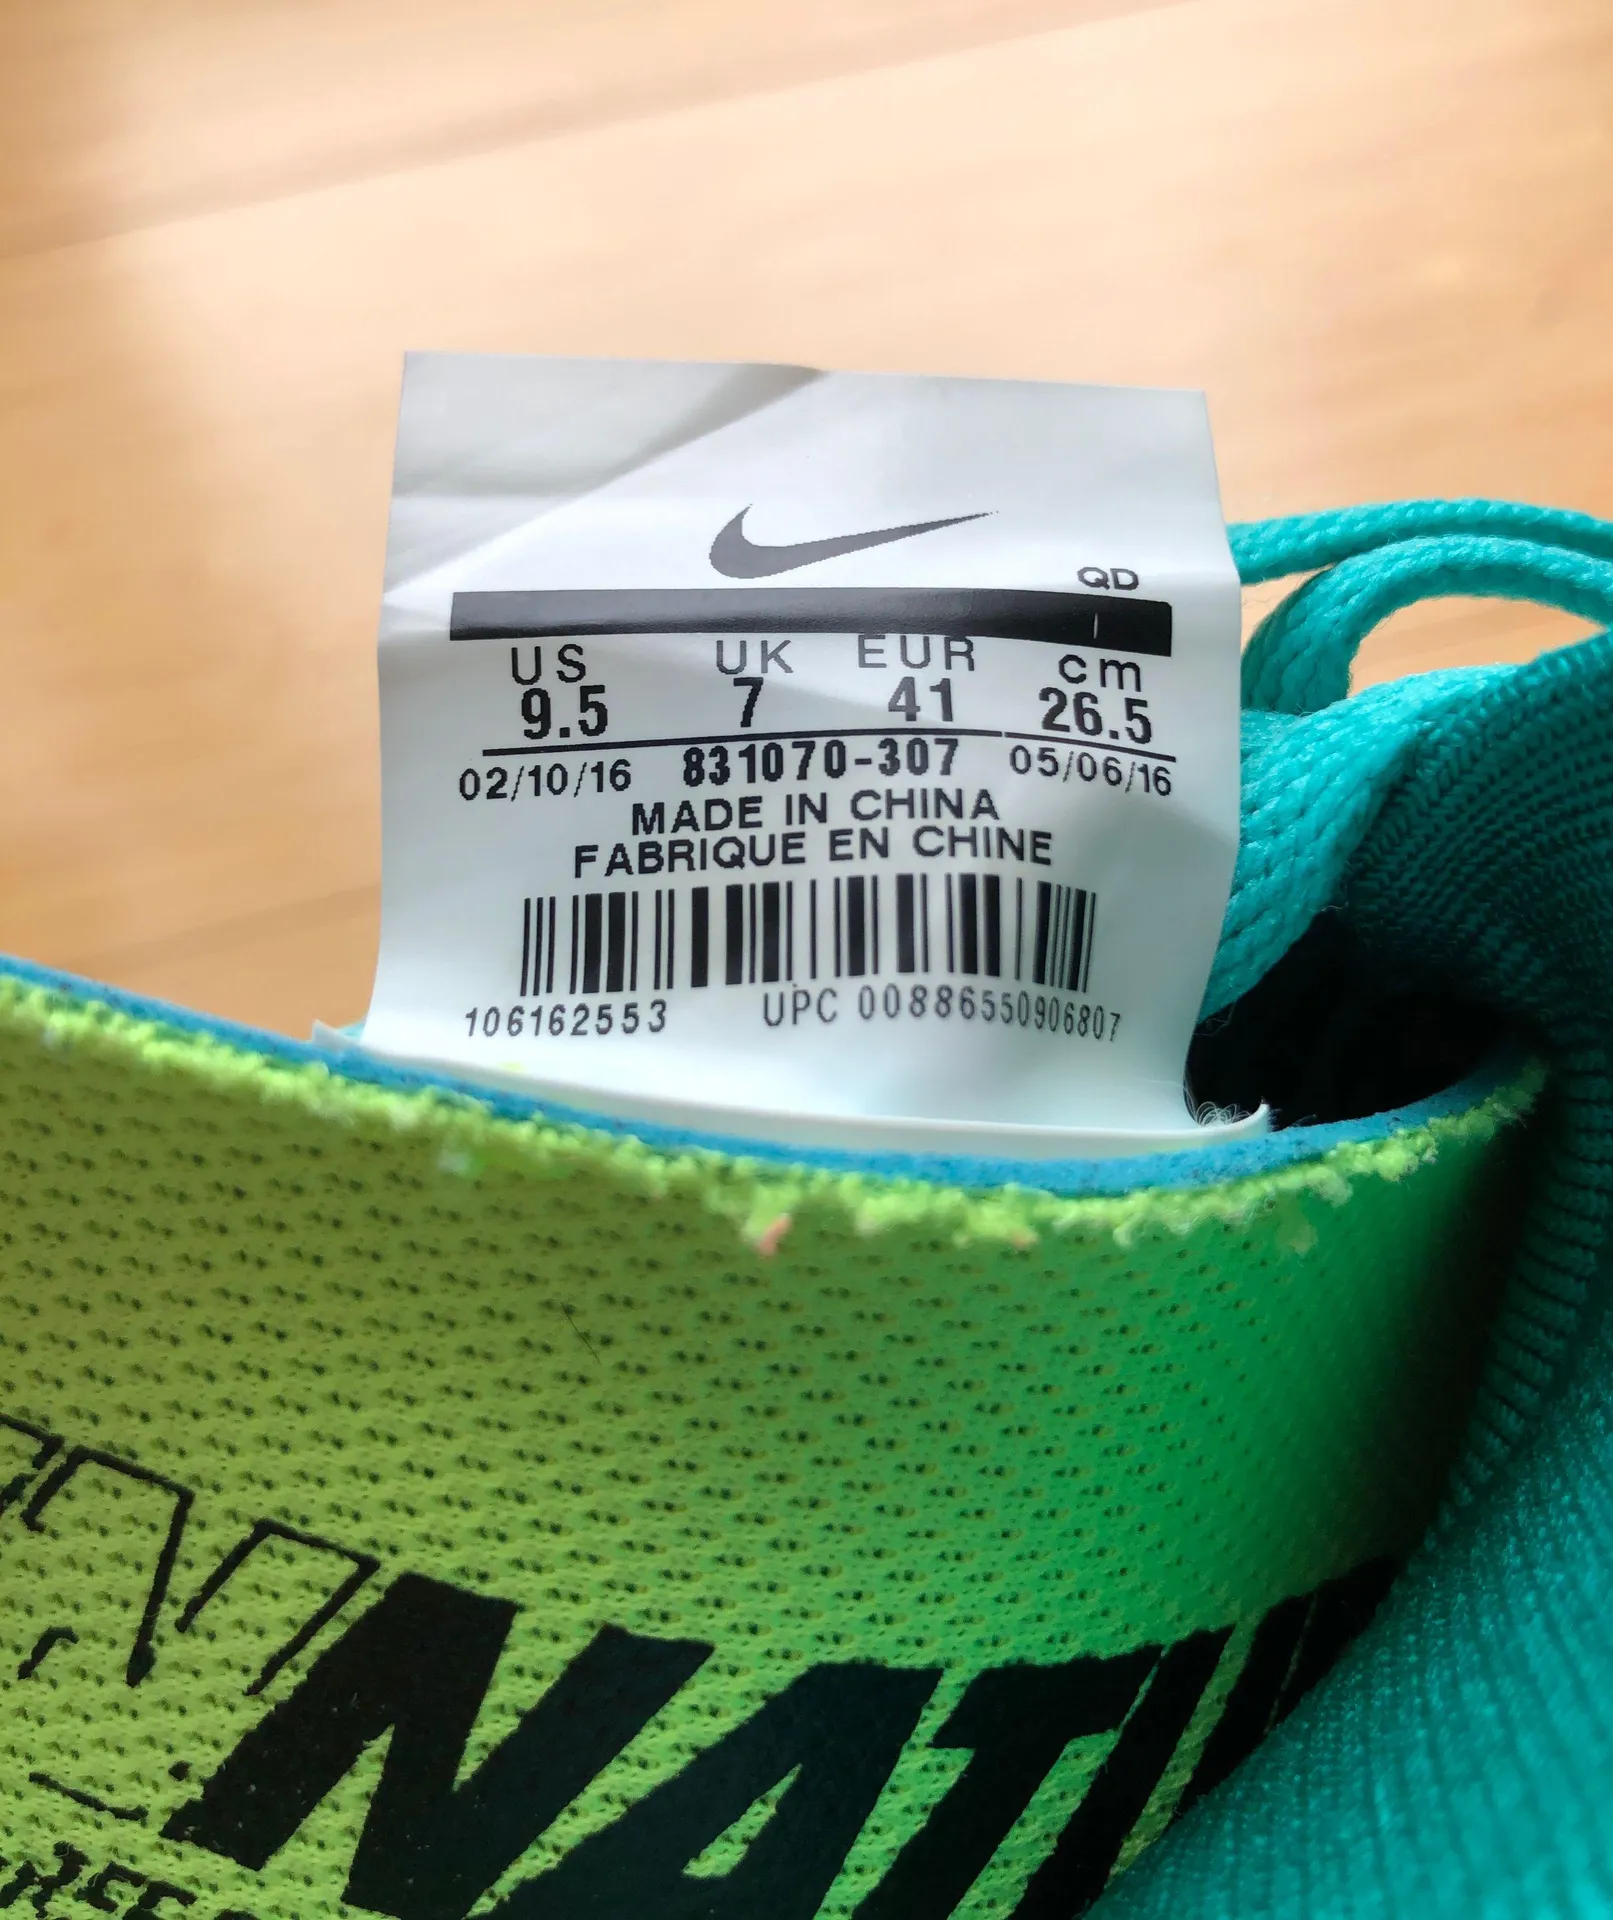 QD
US UK EUR cm
9.5 7 41 26.5
02/10/16 831070-307 05/06/16
MADE IN CHINA
FABRIQUE EN CHINE
106162553 UPC 00886550906807